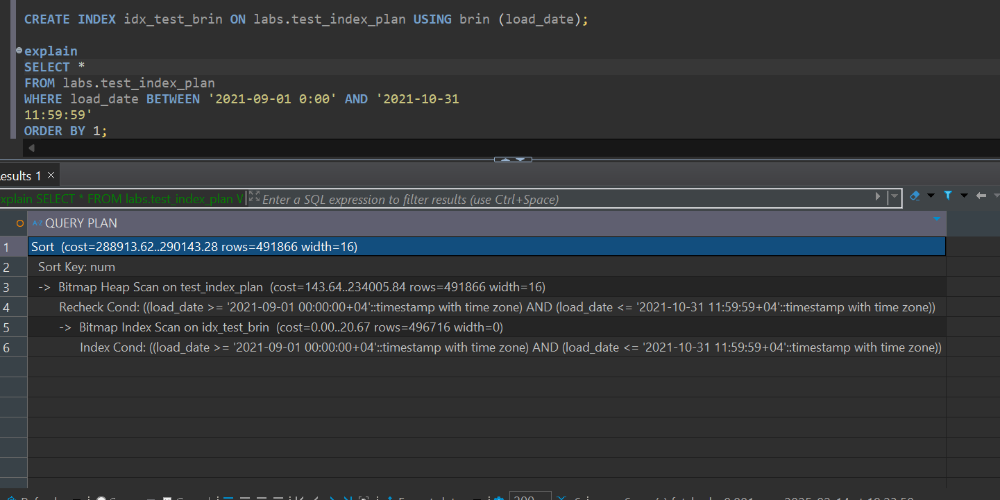 CREATE INDEX idx_test_brin ON labs.test_index_plan USING brin (load_date);
explain
SELECT *
FROM labs.test_index_plan
WHERE load_date BETWEEN '2021-09-01 0:00' AND '2021-10-31
11:59:59'
ORDER BY 1;
esults 1
xplain SELECT * FROM labs.test_index_plan Enter a SQL expression to filter results (use Ctrl+Space)
A-Z QUERY PLAN
1 Sort (cost=288913.62..290143.28 rows=491866 width=16)
2 Sort Key: num
3 -> Bitmap Heap Scan on test_index_plan (cost=143.64..234005.84 rows=491866 width=16)
4 Recheck Cond: ((load_date >= '2021-09-01 00:00:00+04'::timestamp with time zone) AND (load_date <= '2021-10-31 11:59:59+04'::timestamp with time zone))
5 -> Bitmap Index Scan on idx_test_brin (cost=0.00..20.67 rows=496716 width=0)
6 Index Cond: ((load_date >= '2021-09-01 00:00:00+04'::timestamp with time zone) AND (load_date <= '2021-10-31 11:59:59+04'::timestamp with time zone))